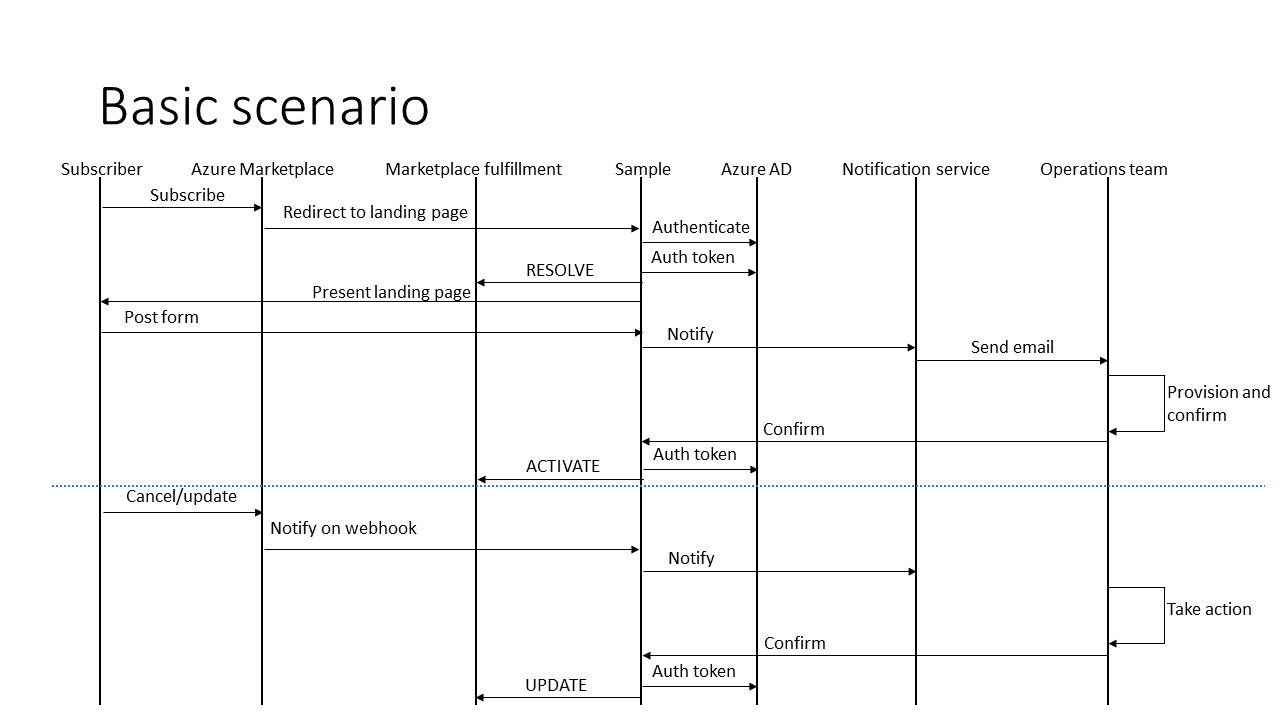 Basic scenario
Subscriber Azure Marketplace Marketplace fulfillment Sample Azure AD Notification service Operations team
Subscribe
Redirect to landing page
Authenticate
Auth token
RESOLVE
Present landing page
Post form
Notify
Send email
Provision and
confirm
Confirm
Auth token
ACTIVATE
Cancel/update
Notify on webhook
Notify
Take action
Confirm
Auth token
UPDATE